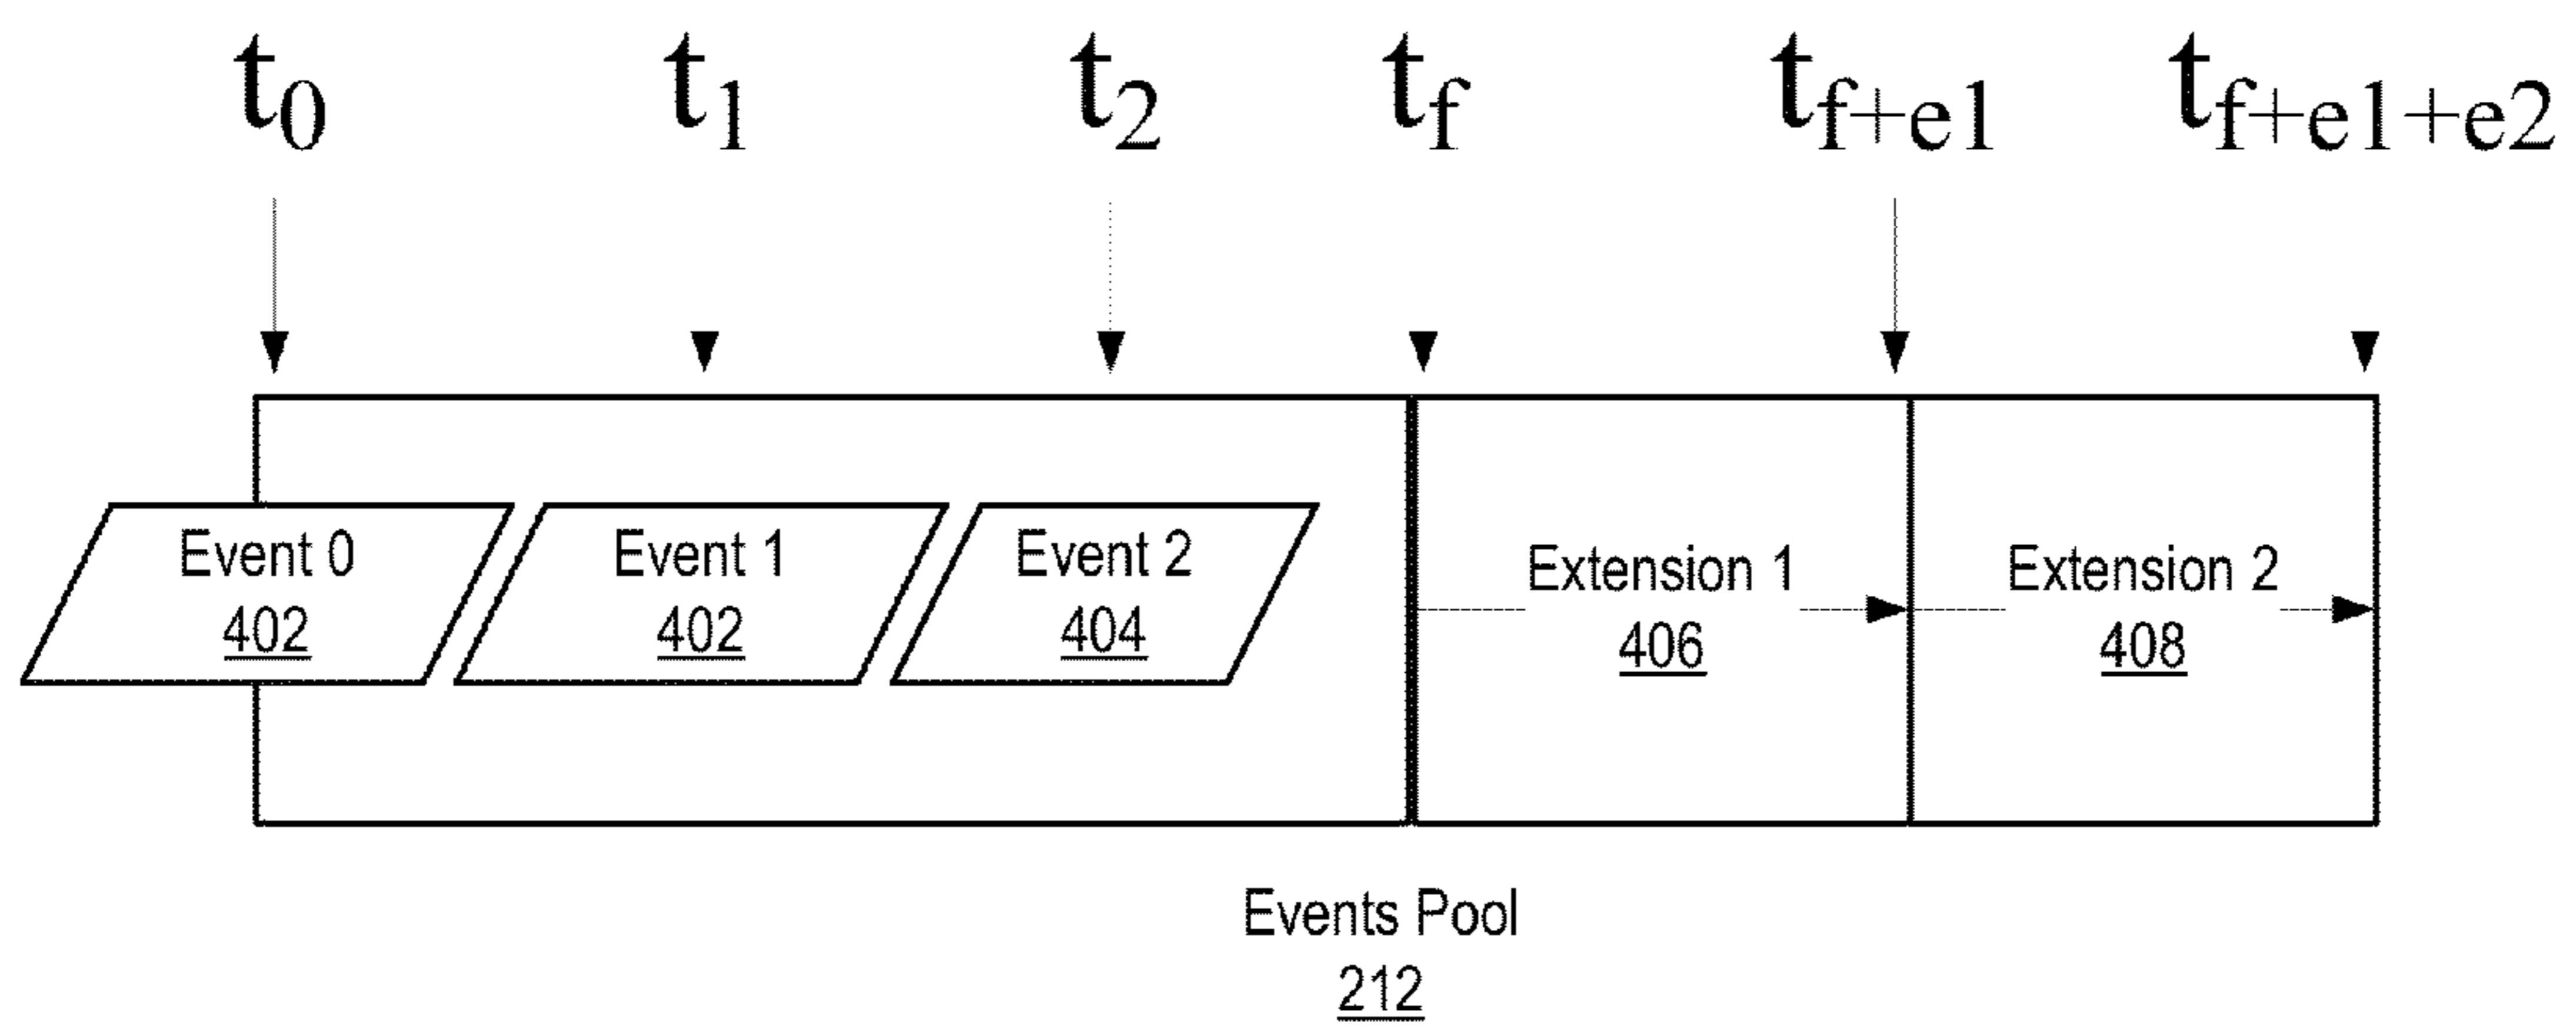 t0 t1 t2 tf tf+e1 tf+e1+e2
Event 0
402
Event 1
402
Event 2
404
Extension 1
406
Extension 2
408
Events Pool
212